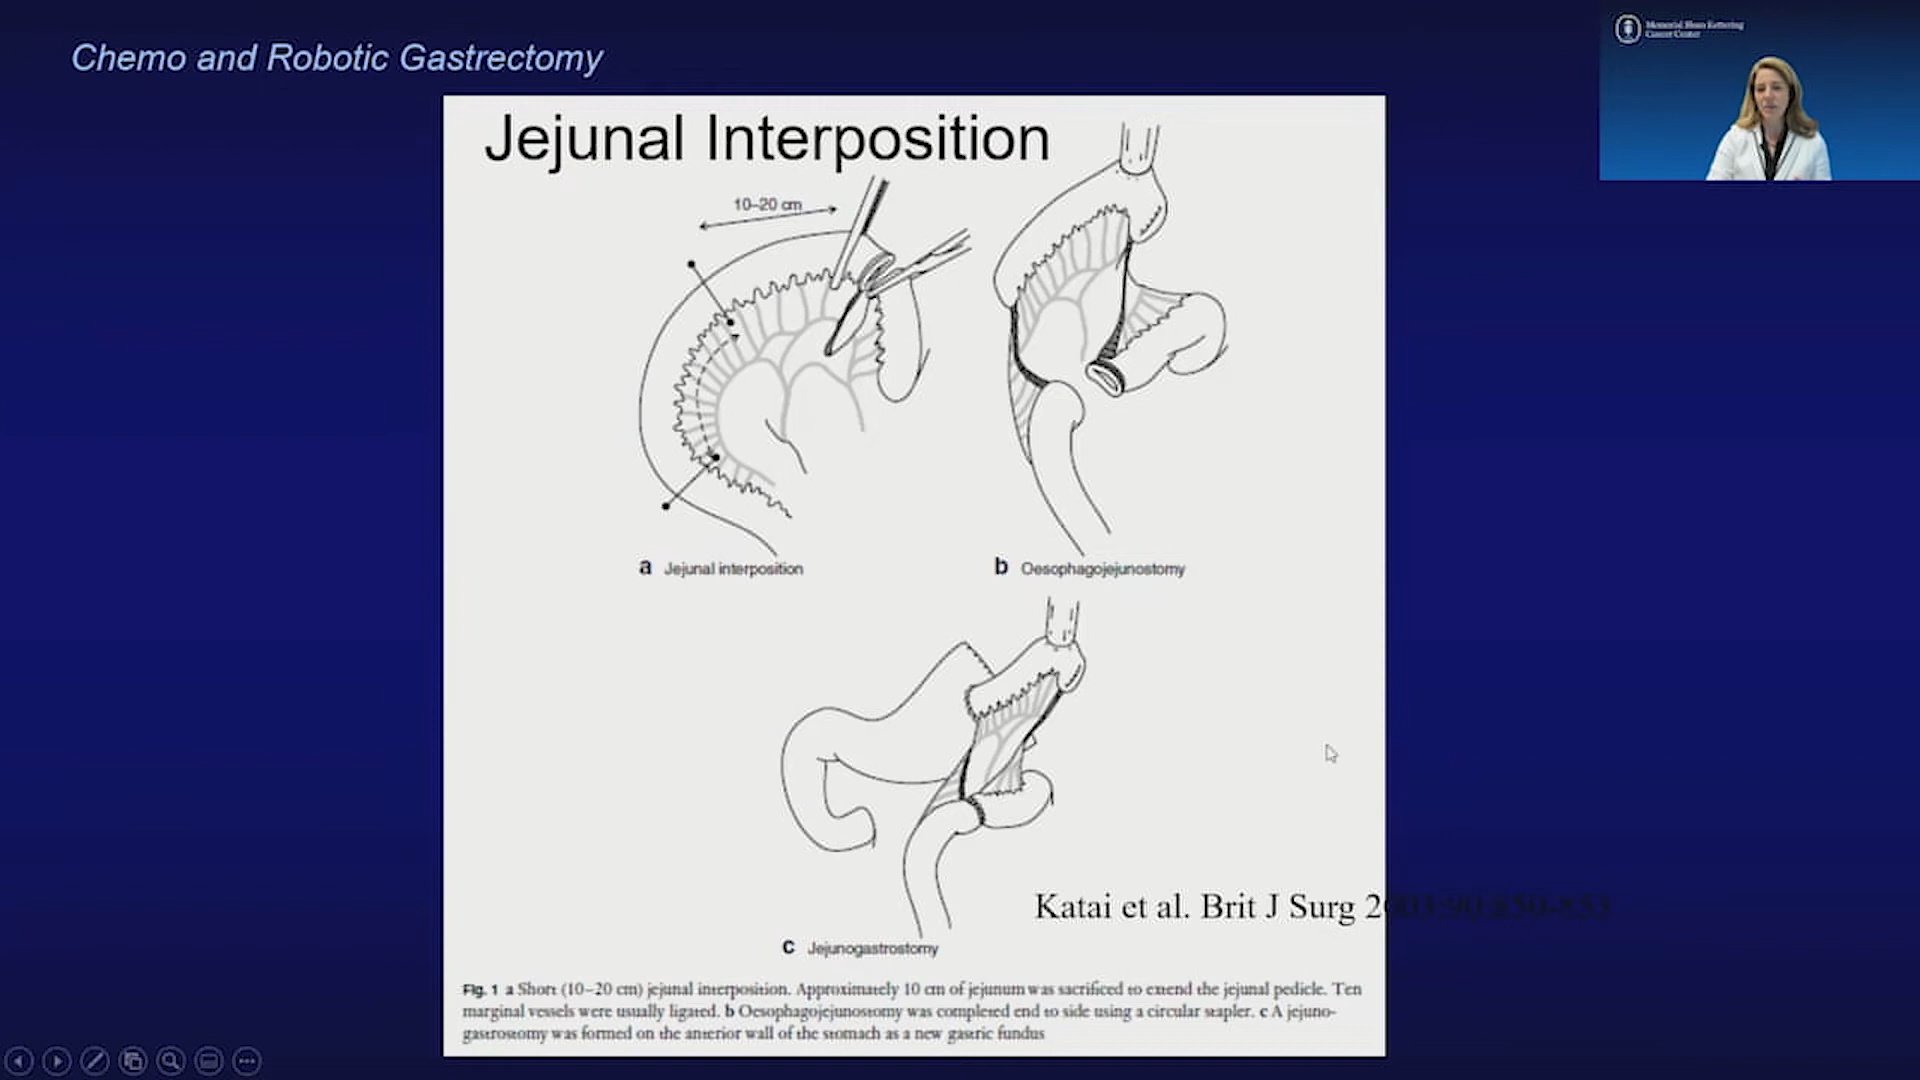 Chemo and Robotic Gastrectomy
Memorial Sloan Kettering
Cancer Center
Jejunal Interposition
10–20 cm
a Jejunal interposition
b Oesophagojejunostomy
c Jejunogastrostomy
Katai et al. Brit J Surg 2003:90:850-853
Fig. 1 a Short (10–20 cm) jejunal interposition. Approximately 10 cm of jejunum was sacrificed to extend the jejunal pedicle. Ten
marginal vessels were usually ligated. b Oesophagojejunostomy was completed end to side using a circular stapler. c A jejuno-
gastrostomy was formed on the anterior wall of the stomach as a new gastric fundus